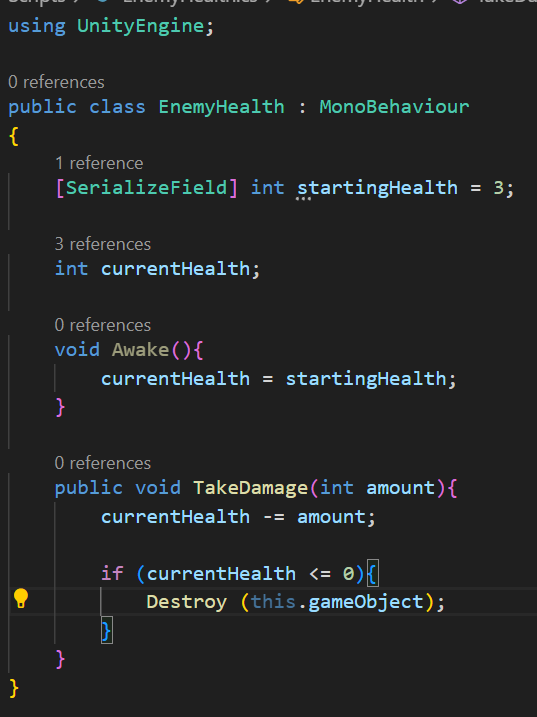 using UnityEngine;
0 references
public class EnemyHealth : MonoBehaviour
{
1 reference
[SerializeField] int startingHealth = 3;
3 references
int currentHealth;
0 references
void Awake(){
currentHealth = startingHealth;
}
0 references
public void TakeDamage(int amount){
currentHealth -= amount;
if (currentHealth <= 0){
Destroy (this.gameObject);
}
}
}